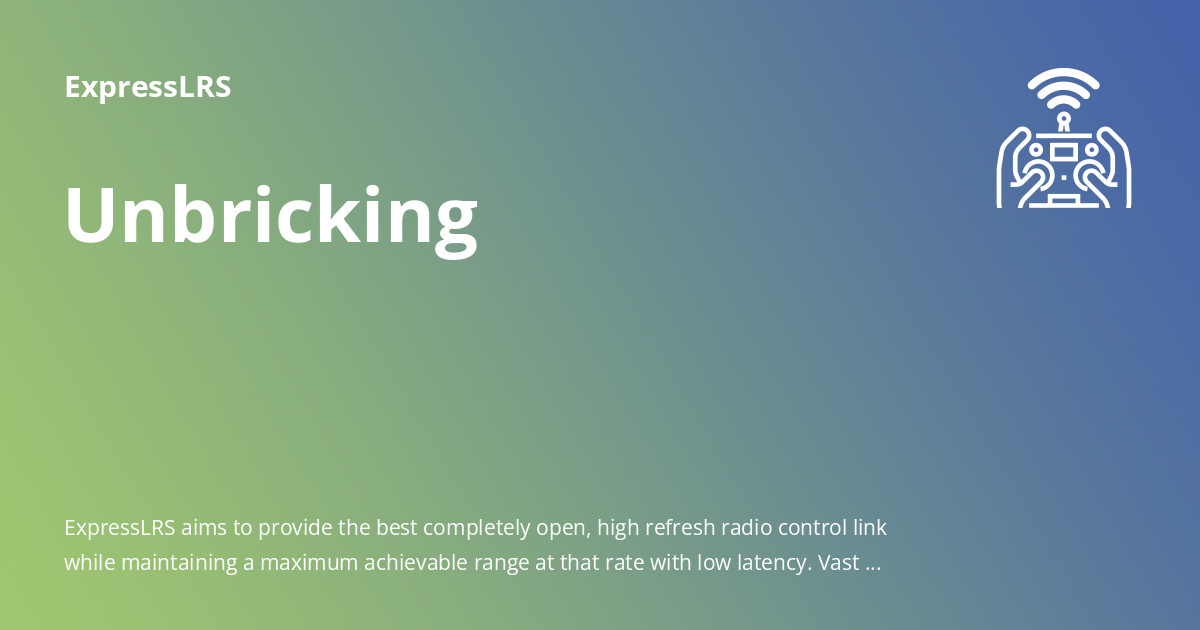 ExpressLRS
Unbricking
ExpressLRS aims to provide the best completely open, high refresh radio control link
while maintaining a maximum achievable range at that rate with low latency. Vast ...